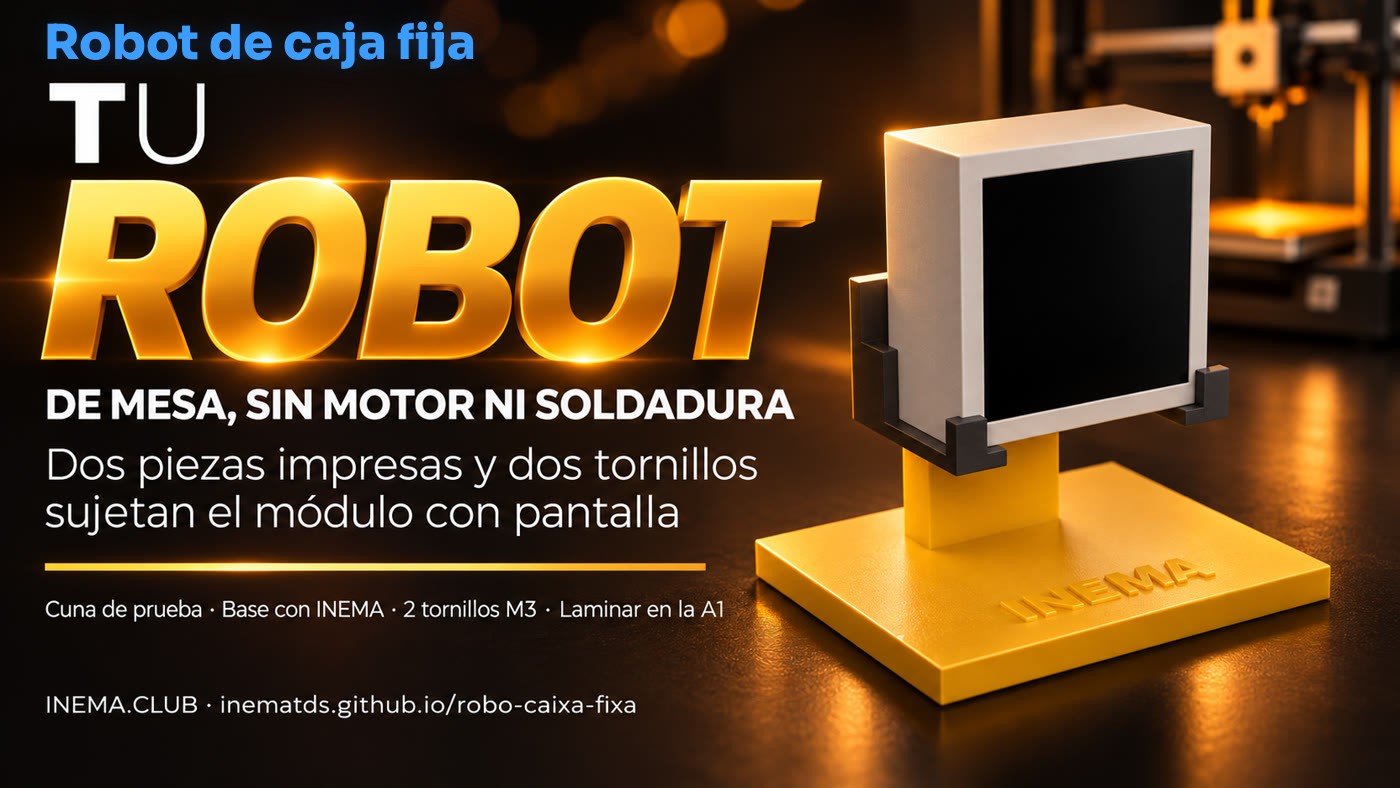 Robot de caja fija
TU
ROBOT
DE MESA, SIN MOTOR NI SOLDADURA
Dos piezas impresas y dos tornillos
sujetan el módulo con pantalla
Cuna de prueba · Base con INEMA · 2 tornillos M3 · Laminar en la A1
INEMA.CLUB · inematds.github.io/robo-caixa-fixa
INEMA